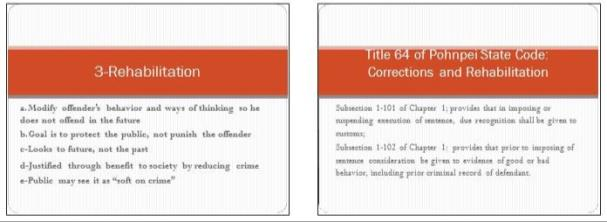 3-Rehabilitation
a.Modify offender's behavior and ways of thinking so he
does not offend in the future
b.Goal is to protect the public, not punish the offender
c-Looks to future, not the past
d-Justified through benefit to society by reducing crime
e-Public may see it as "soft on crime"
Title 64 of Pohnpei State Code:
Corrections and Rehabilitation
Subsection 1-101 of Chapter 1; provides that in imposing or
suspending execution of sentence, due recognition shall be given to
customs;
Subsection 1-102 of Chapter 1: provides that prior to imposing of
sentence consideration be given to evidence of good or bad
behavior, including prior criminal record of defendant.